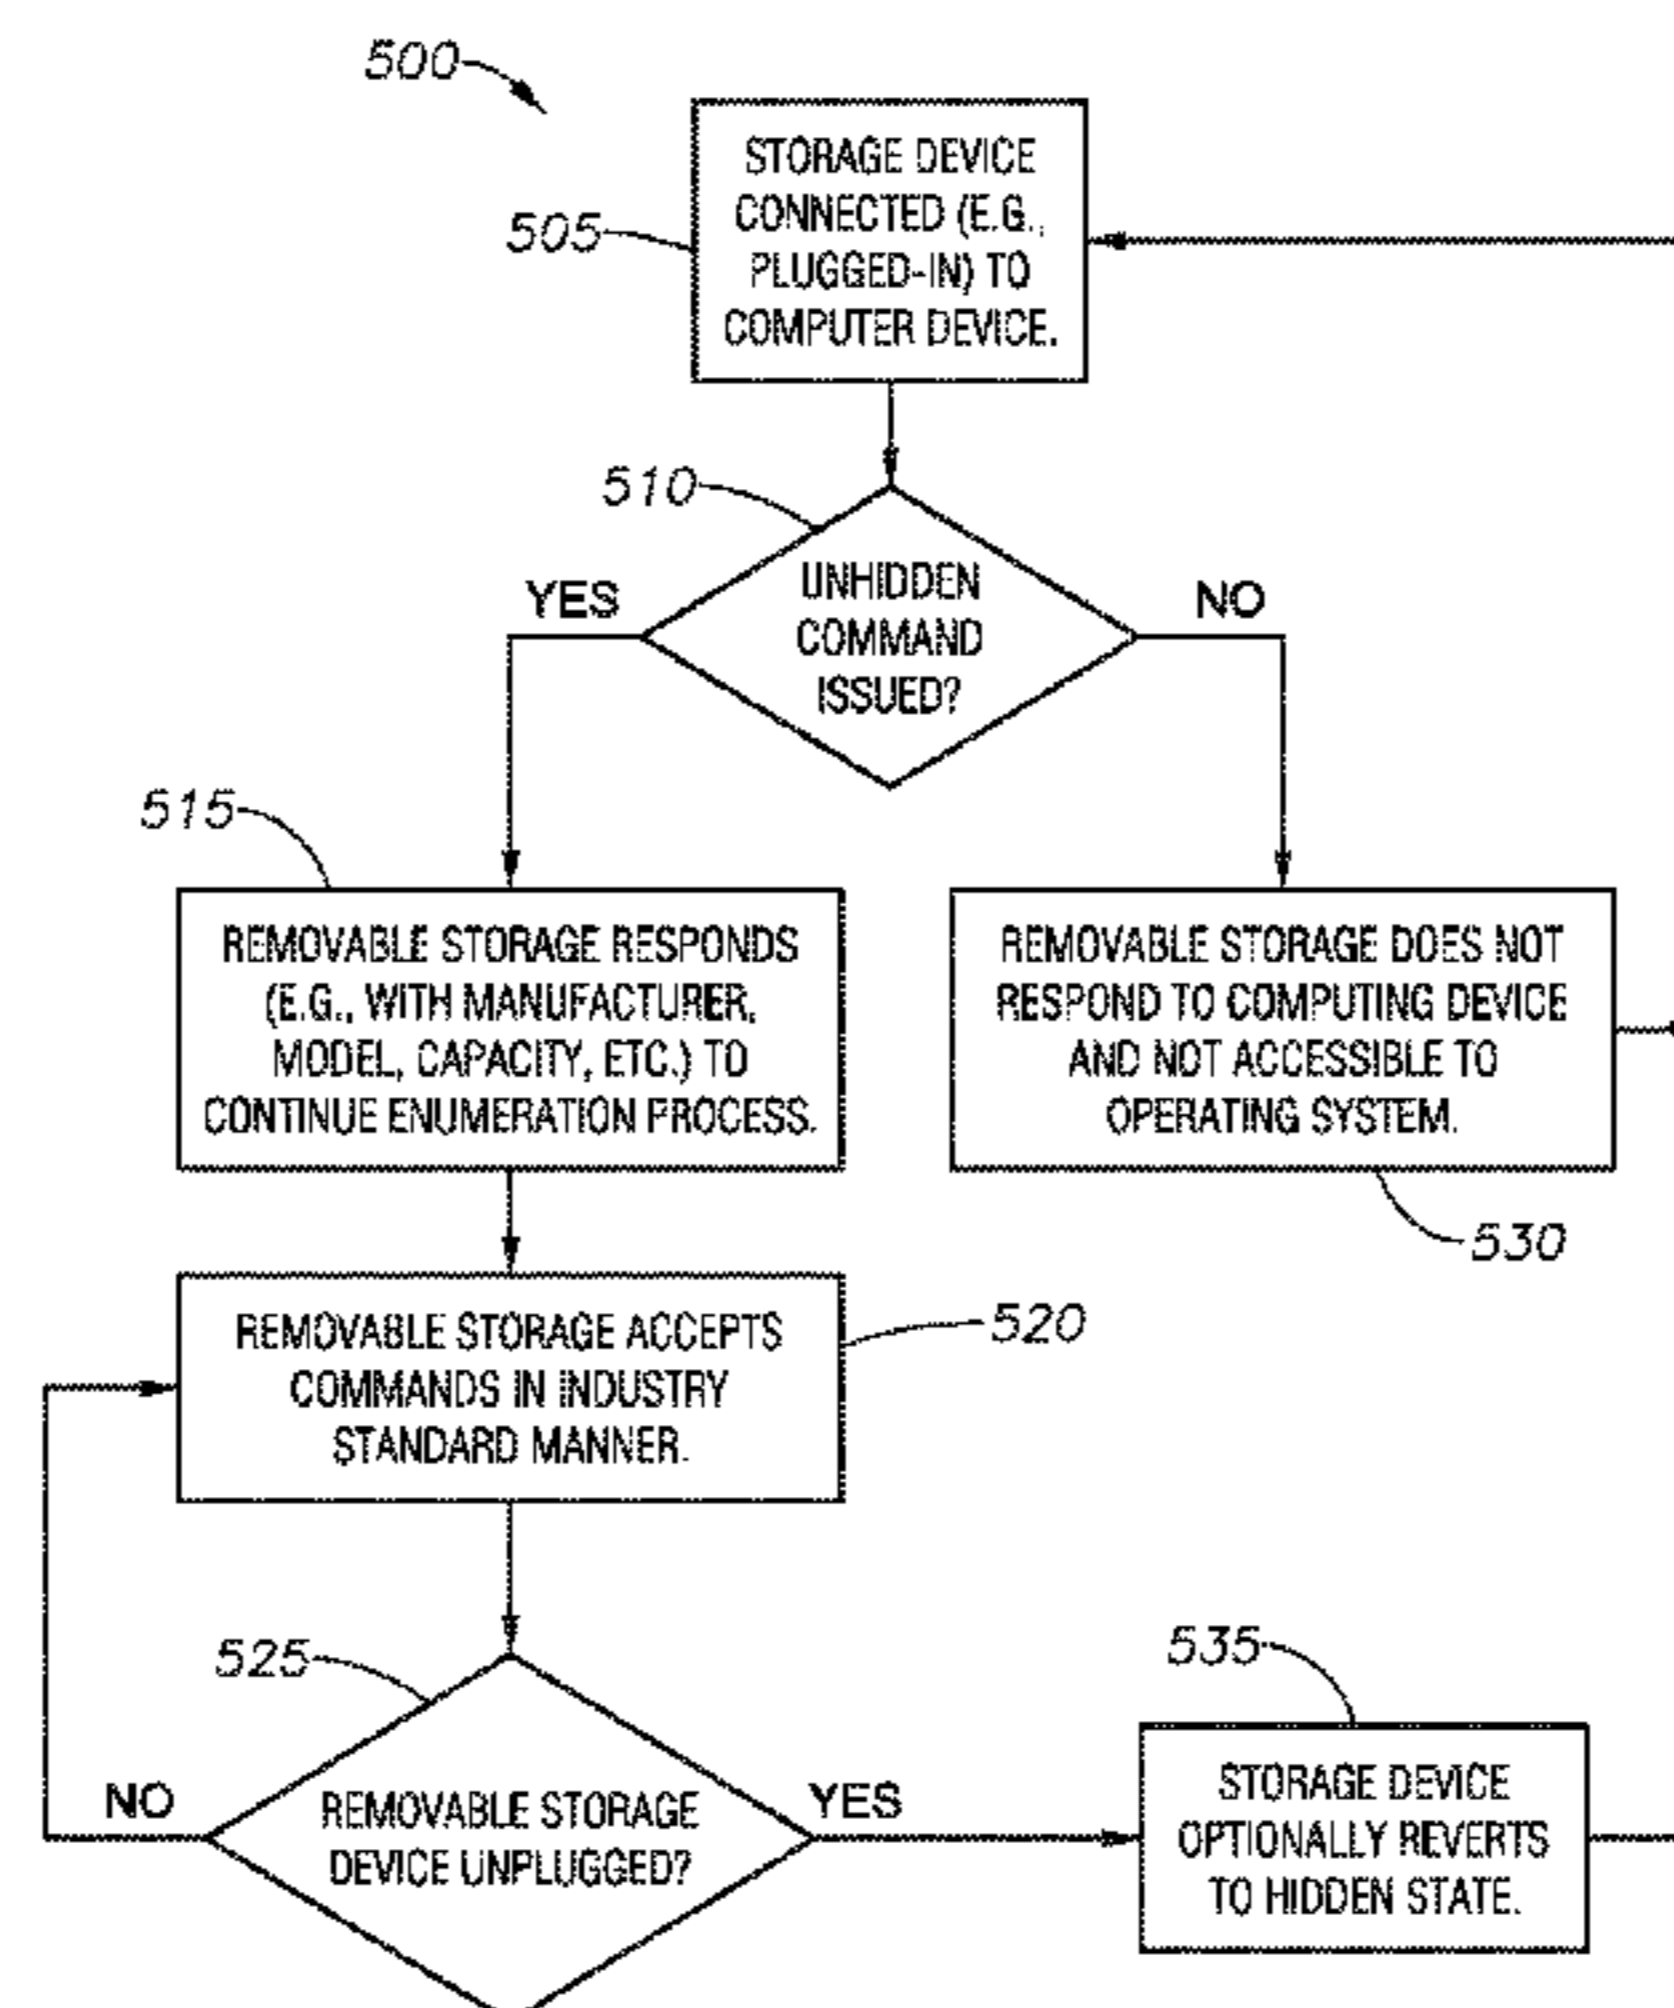 500
505
STORAGE DEVICE
CONNECTED (E.G.,
PLUGGED-IN) TO
COMPUTER DEVICE.
510
YES
NO
UNHIDDEN
COMMAND
ISSUED?
515
REMOVABLE STORAGE RESPONDS
(E.G., WITH MANUFACTURER,
MODEL, CAPACITY, ETC.) TO
CONTINUE ENUMERATION PROCESS.
REMOVABLE STORAGE DOES NOT
RESPOND TO COMPUTING DEVICE
AND NOT ACCESSIBLE TO
OPERATING SYSTEM.
530
REMOVABLE STORAGE ACCEPTS
COMMANDS IN INDUSTRY
STANDARD MANNER.
520
525
NO
REMOVABLE STORAGE
DEVICE UNPLUGGED?
YES
535
STORAGE DEVICE
OPTIONALLY REVERTS
TO HIDDEN STATE.